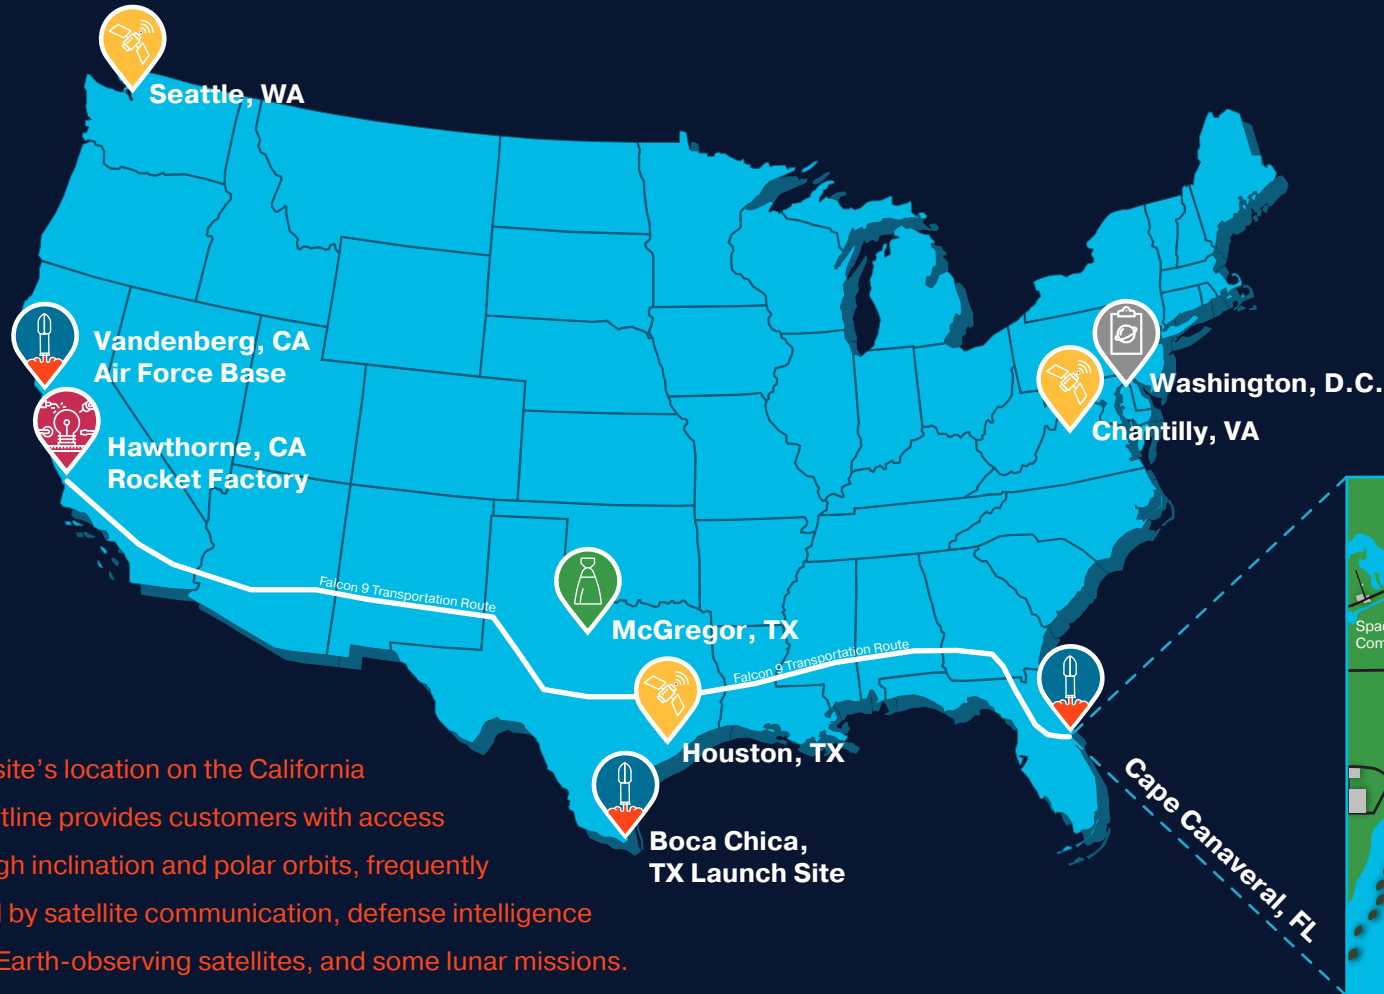 Seattle, WA
Vandenberg, CA
Air Force Base
Hawthorne, CA
Rocket Factory
Washington, D.C.
Chantilly, VA
Falcon 9 Transportation Route
McGregor, TX
Falcon 9 Transportation Route
Houston, TX
Boca Chica,
TX Launch Site
Cape Canaveral, FL
site's location on the California
tline provides customers with access
gh inclination and polar orbits, frequently
by satellite communication, defense intelligence
Earth-observing satellites, and some lunar missions.
Spac
Com